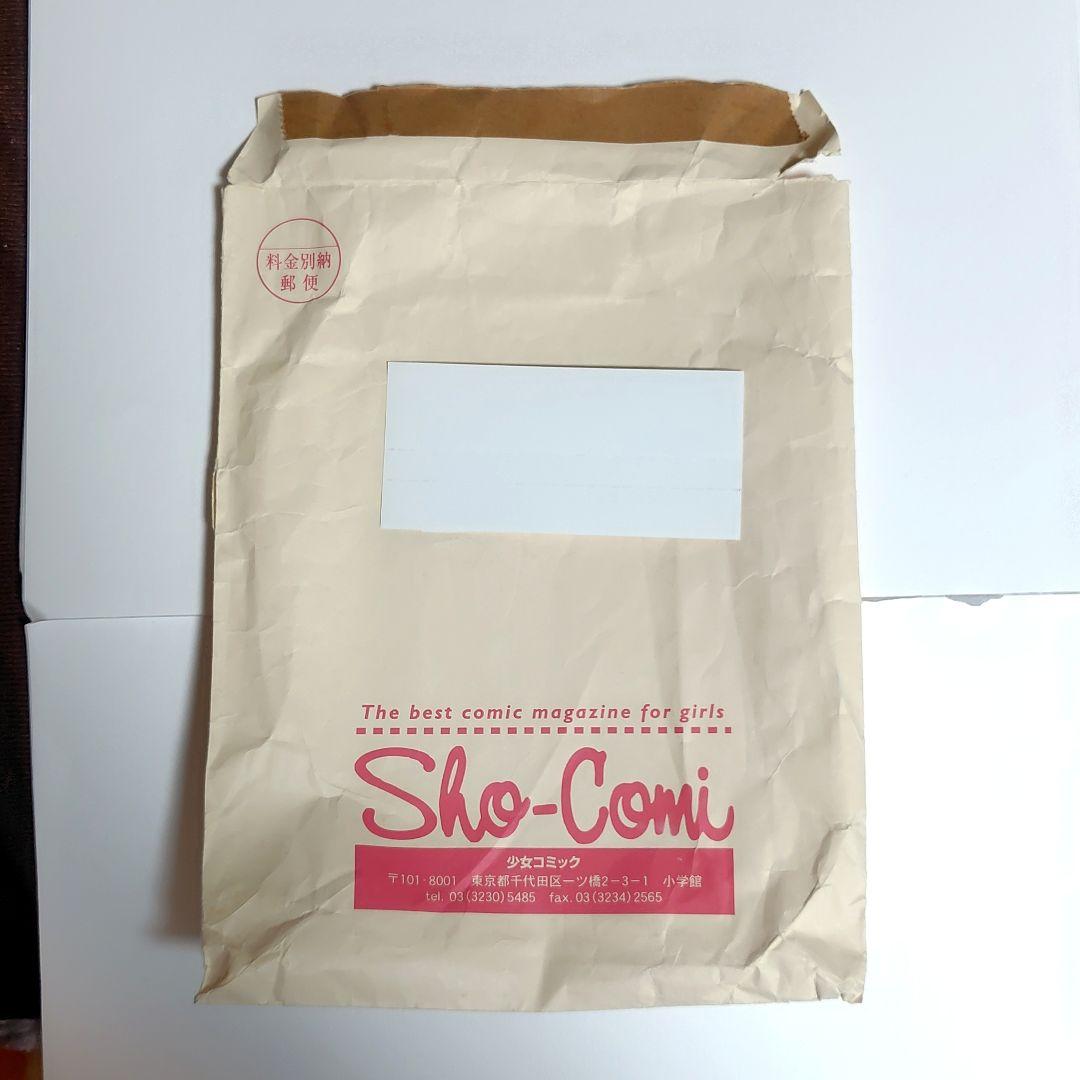 料金別納
郵便
The best comic magazine for girls
Sho-Comi
少女コミック
〒101-8001 東京都千代田区一ツ橋2-3-1 小学館
tel. 03(3230)5485 fax. 03(3234)2565